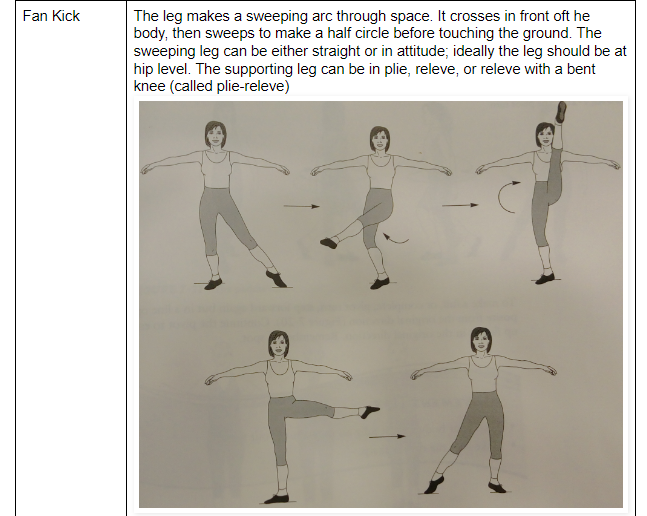 Fan Kick
The leg makes a sweeping arc through space. It crosses in front oft he
body, then sweeps to make a half circle before touching the ground. The
sweeping leg can be either straight or in attitude; ideally the leg should be at
hip level. The supporting leg can be in plie, releve, or releve with a bent
knee (called plie-releve)